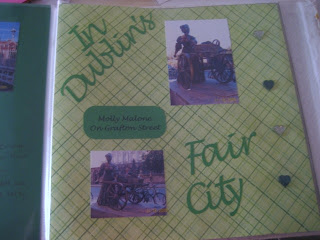 In
Dublin's
Molly Malone
On Grafton Street
Fair
City